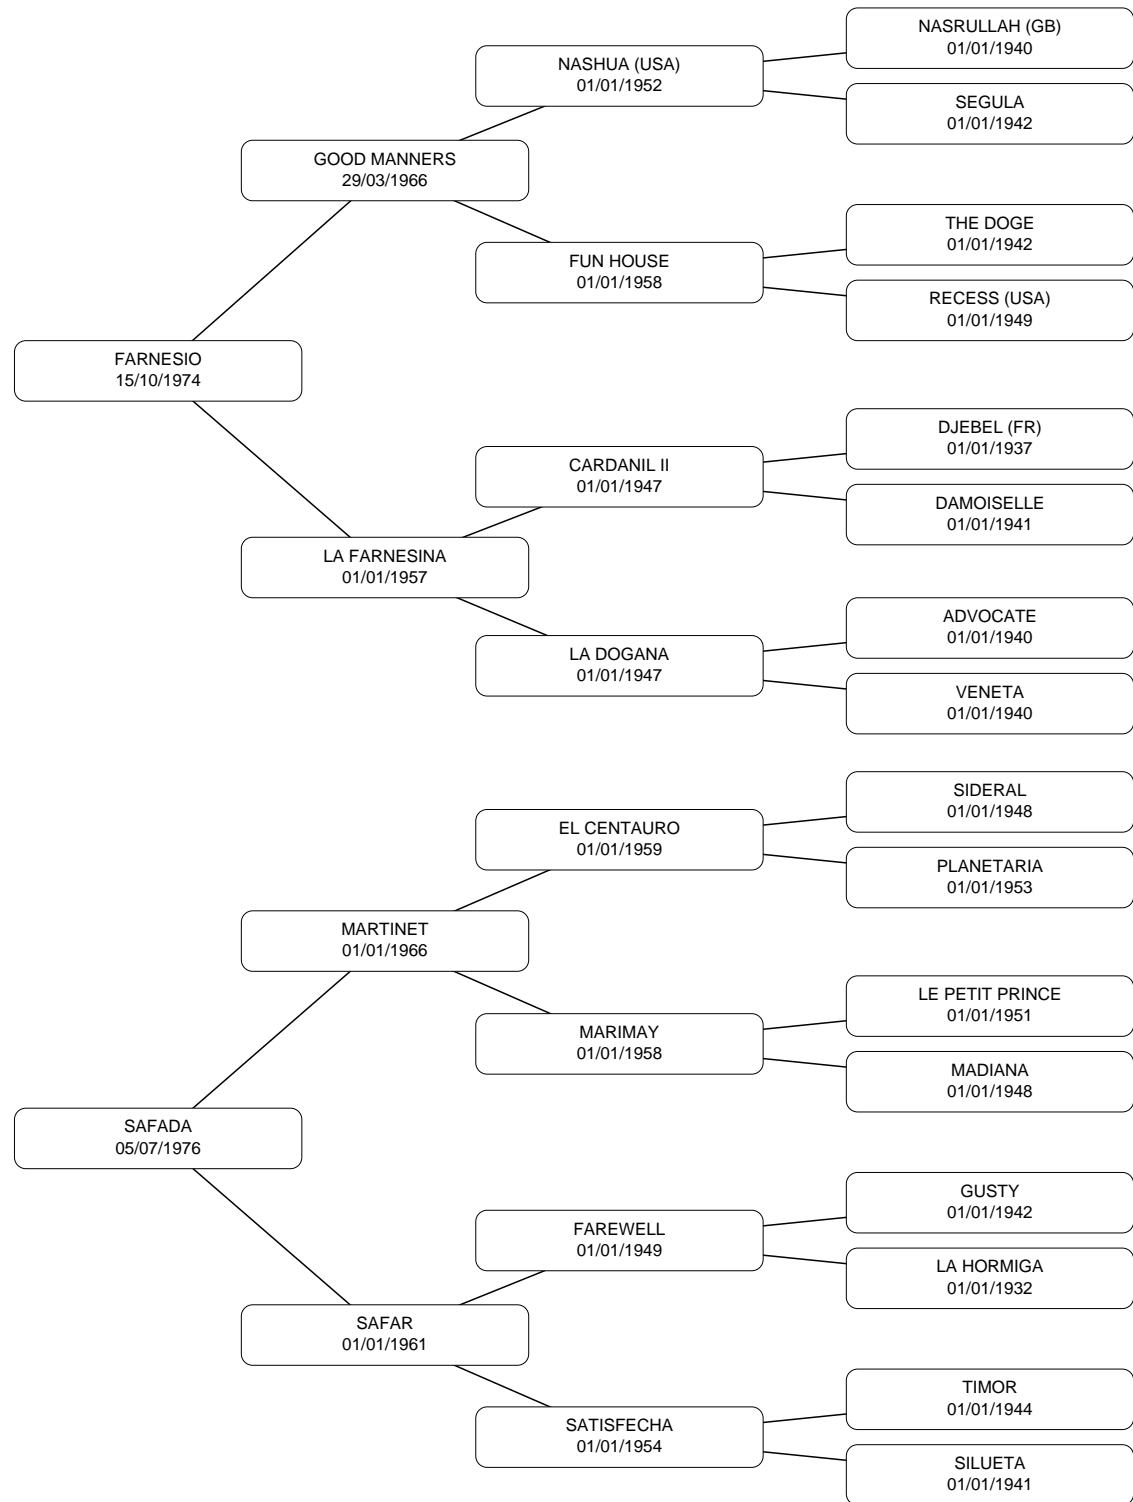 NASRULLAH (GB)
01/01/1940
NASHUA (USA)
01/01/1952
SEGULA
01/01/1942
GOOD MANNERS
29/03/1966
THE DOGE
01/01/1942
FUN HOUSE
01/01/1958
RECESS (USA)
01/01/1949
FARNESIO
15/10/1974
DJEBEL (FR)
01/01/1937
CARDANIL II
01/01/1947
DAMOISELLE
01/01/1941
LA FARNESINA
01/01/1957
ADVOCATE
01/01/1940
LA DOGANA
01/01/1947
VENETA
01/01/1940
SIDERAL
01/01/1948
EL CENTAURO
01/01/1959
PLANETARIA
01/01/1953
MARTINET
01/01/1966
LE PETIT PRINCE
01/01/1951
MARIMAY
01/01/1958
MADIANA
01/01/1948
SAFADA
05/07/1976
GUSTY
01/01/1942
FAREWELL
01/01/1949
LA HORMIGA
01/01/1932
SAFAR
01/01/1961
TIMOR
01/01/1944
SATISFECHA
01/01/1954
SILUETA
01/01/1941